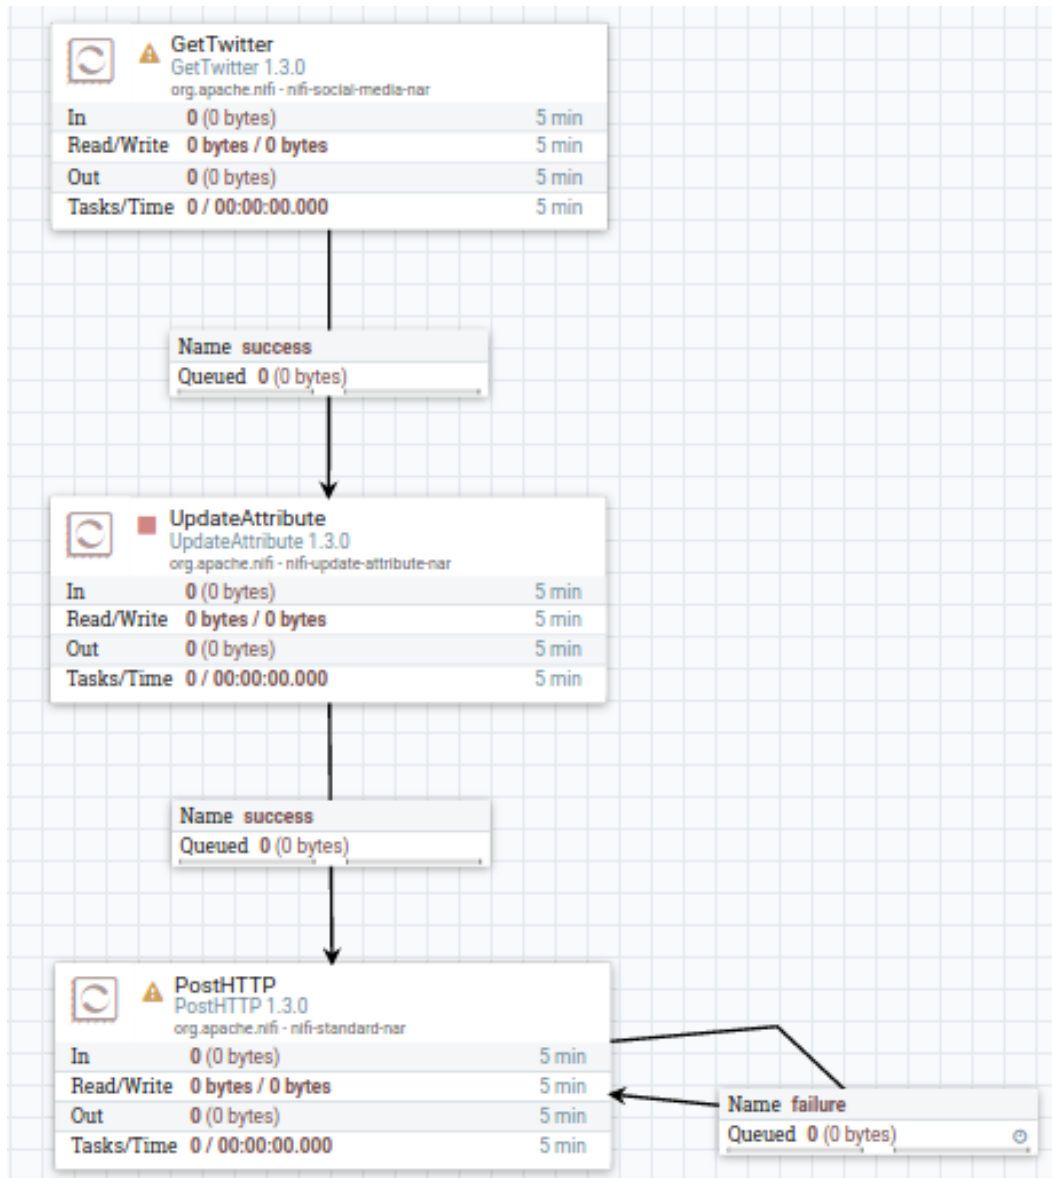 GetTwitter
GetTwitter 1.3.0
org.apache.nifi - nifi-social-media-nar
In 0 (0 bytes) 5 min
Read/Write 0 bytes / 0 bytes 5 min
Out 0 (0 bytes) 5 min
Tasks/Time 0 / 00:00:00.000 5 min
Name success
Queued 0 (0 bytes)
UpdateAttribute
UpdateAttribute 1.3.0
org.apache.nifi - nifi-update-attribute-nar
In 0 (0 bytes) 5 min
Read/Write 0 bytes / 0 bytes 5 min
Out 0 (0 bytes) 5 min
Tasks/Time 0 / 00:00:00.000 5 min
Name success
Queued 0 (0 bytes)
PostHTTP
PostHTTP 1.3.0
org.apache.nifi - nifi-standard-nar
In 0 (0 bytes) 5 min
Read/Write 0 bytes / 0 bytes 5 min
Out 0 (0 bytes) 5 min
Tasks/Time 0 / 00:00:00.000 5 min
Name failure
Queued 0 (0 bytes)